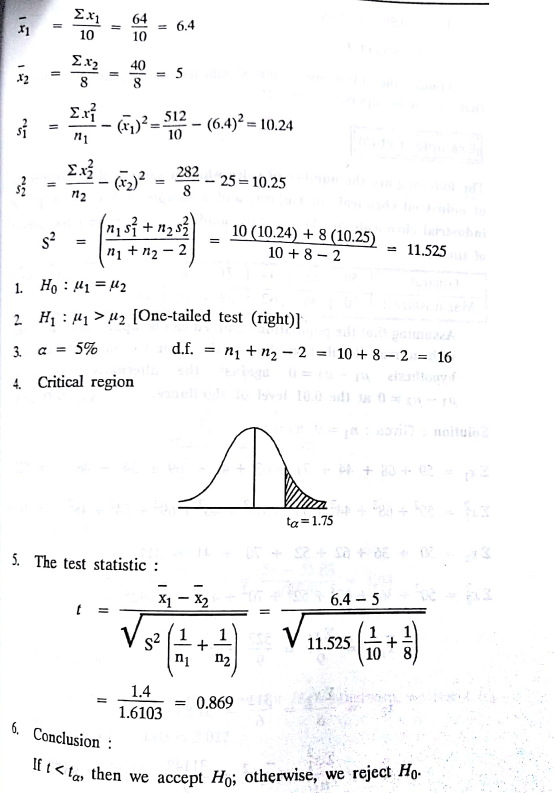 x̄₁ = Σx₁/10 = 64/10 = 6.4
x̄₂ = Σx₂/8 = 40/8 = 5
s₁² = Σx₁²/n₁ − (x̄₁)² = 512/10 − (6.4)² = 10.24
s₂² = Σx₂²/n₂ − (x̄₂)² = 282/8 − 25 = 10.25
S² = (n₁ s₁² + n₂ s₂² / n₁ + n₂ − 2) = 10 (10.24) + 8 (10.25) / 10 + 8 − 2 = 11.525
1. H₀ : μ₁ = μ₂
2. H₁ : μ₁ > μ₂ [One-tailed test (right)]
3. α = 5% d.f. = n₁ + n₂ − 2 = 10 + 8 − 2 = 16
4. Critical region
tα = 1.75
5. The test statistic :
t = x̄₁ − x̄₂ / √(S² (1/n₁ + 1/n₂)) = 6.4 − 5 / √(11.525 (1/10 + 1/8))
= 1.4/1.6103 = 0.869
6. Conclusion :
If t < tα, then we accept H₀; otherwise, we reject H₀.